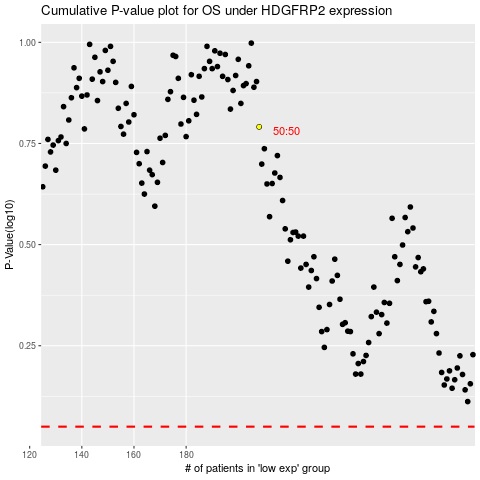 Cumulative P-value plot for OS under HDGFRP2 expression
P-Value(log10)
1.00
0.75
0.50
0.25
50:50
120 140 160 180
# of patients in 'low exp' group